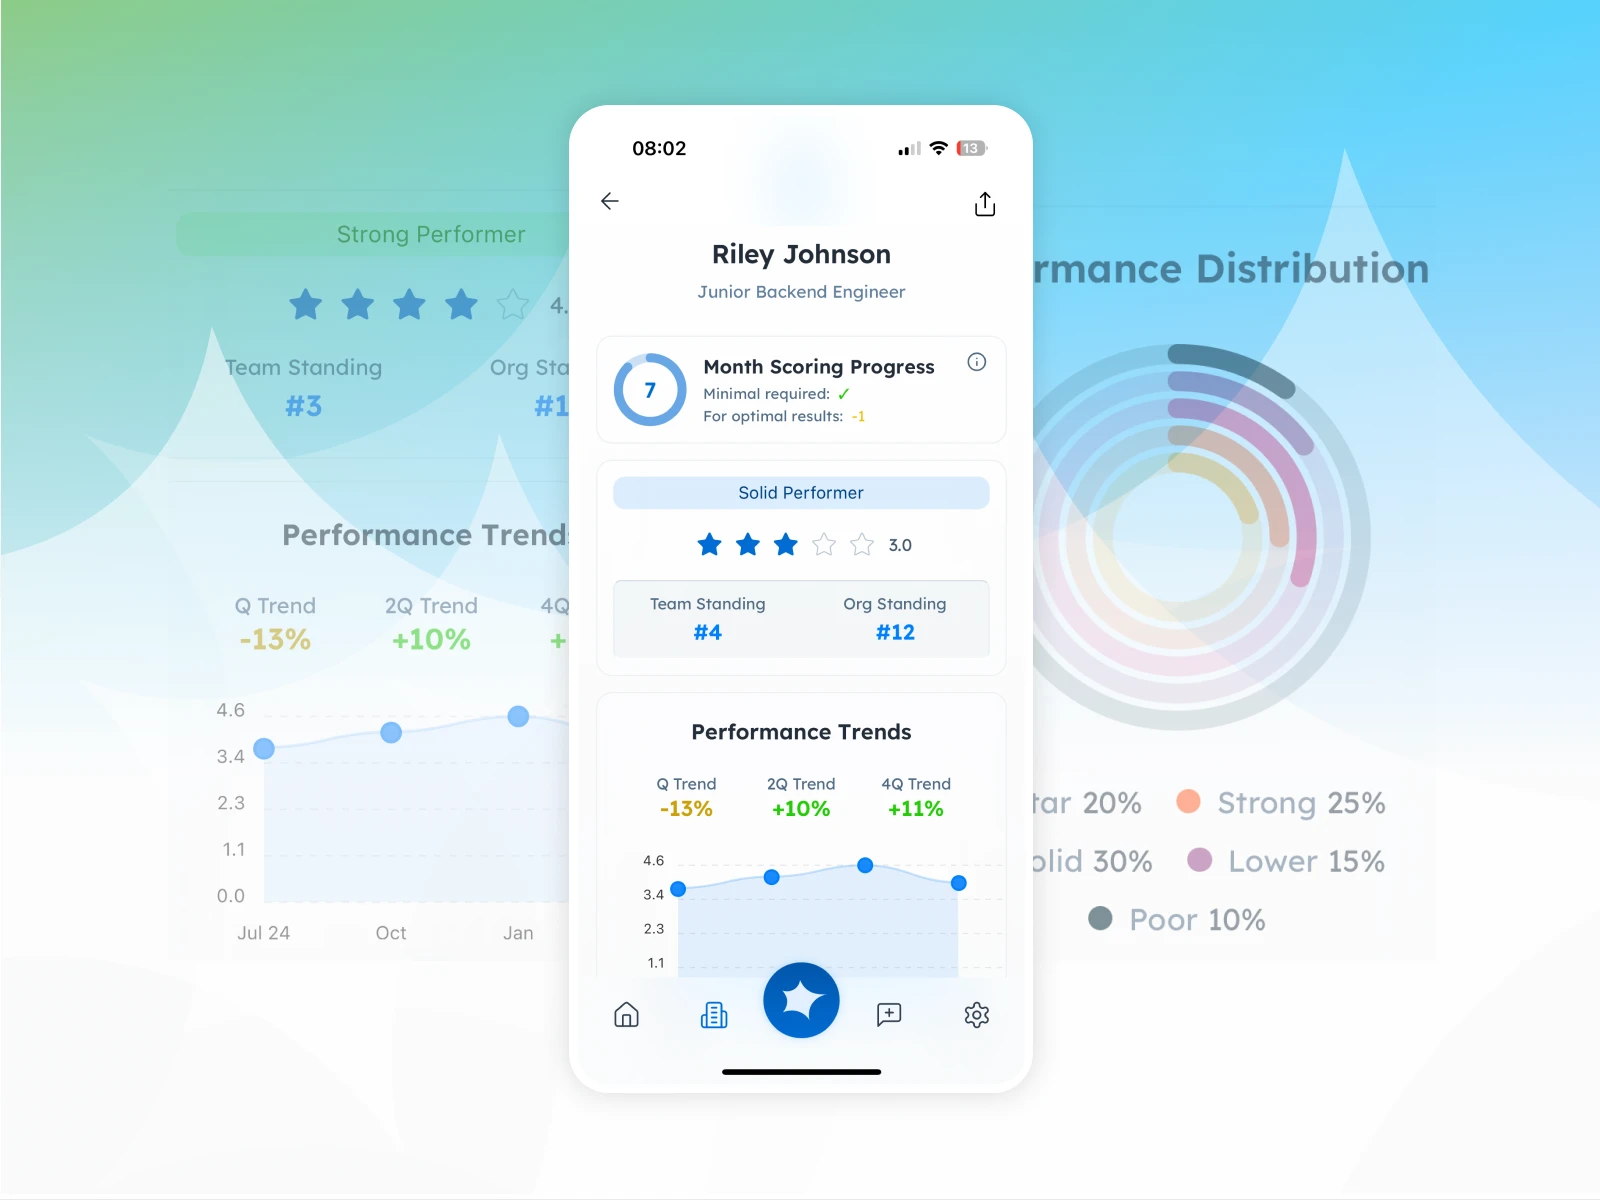 08:02
13
Riley Johnson
Junior Backend Engineer
7
Month Scoring Progress
Minimal required: ✓
For optimal results: -1
Solid Performer
3.0
Team Standing Org Standing
#4 #12
Performance Trends
Q Trend 2Q Trend 4Q Trend
-13% +10% +11%
4.6
3.4
2.3
1.1
Strong Performer
4.
Team Standing Org Sta
#3 #1
Performance Trend
Q Trend 2Q Trend 4Q
-13% +10% +
4.6
3.4
2.3
1.1
0.0
Jul 24 Oct Jan
rmance Distribution
tar 20% Strong 25%
olid 30% Lower 15%
Poor 10%